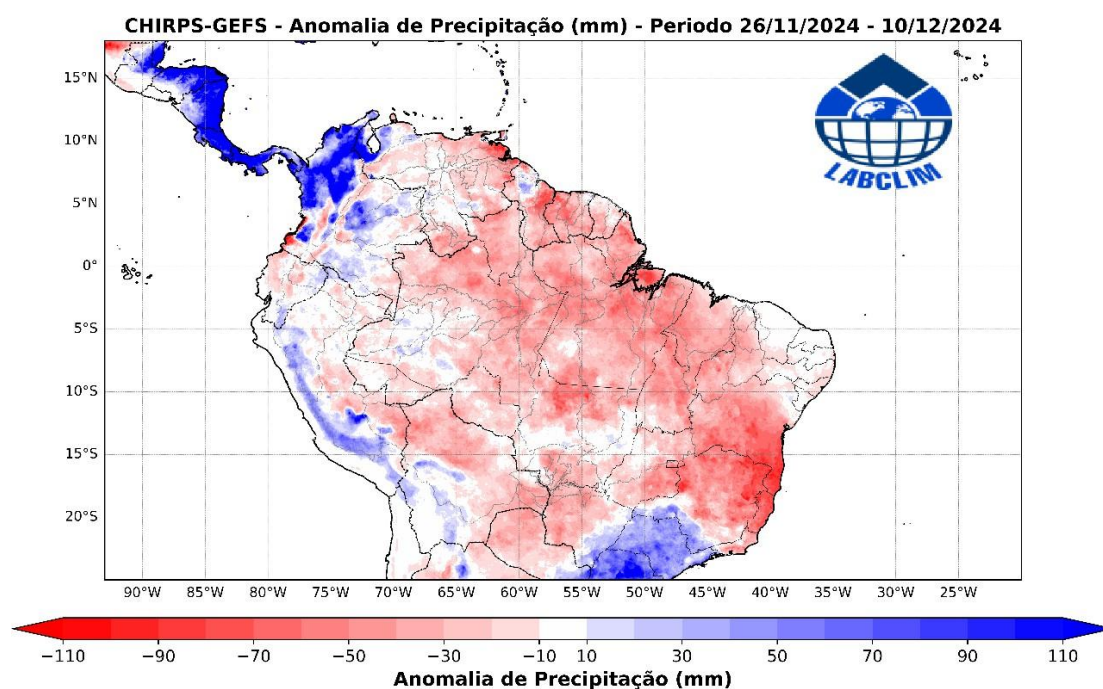 CHIRPS-GEFS - Anomalia de Precipitação (mm) - Periodo 26/11/2024 - 10/12/2024
LABCLIM
15°N
10°N
5°N
0°
5°S
10°S
15°S
20°S
90°W 85°W 80°W 75°W 70°W 65°W 60°W 55°W 50°W 45°W 40°W 35°W 30°W 25°W
−110 −90 −70 −50 −30 −10 10 30 50 70 90 110
Anomalia de Precipitação (mm)